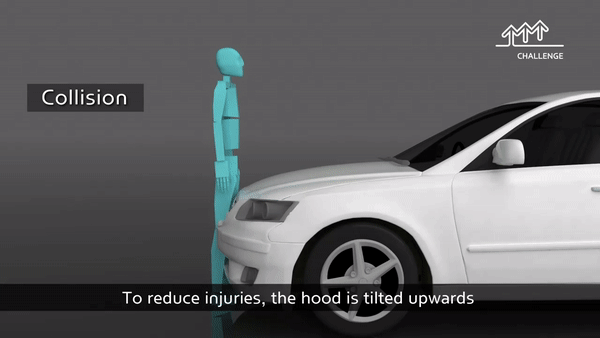 CHALLENGE
Collision
To reduce injuries, the hood is tilted upwards